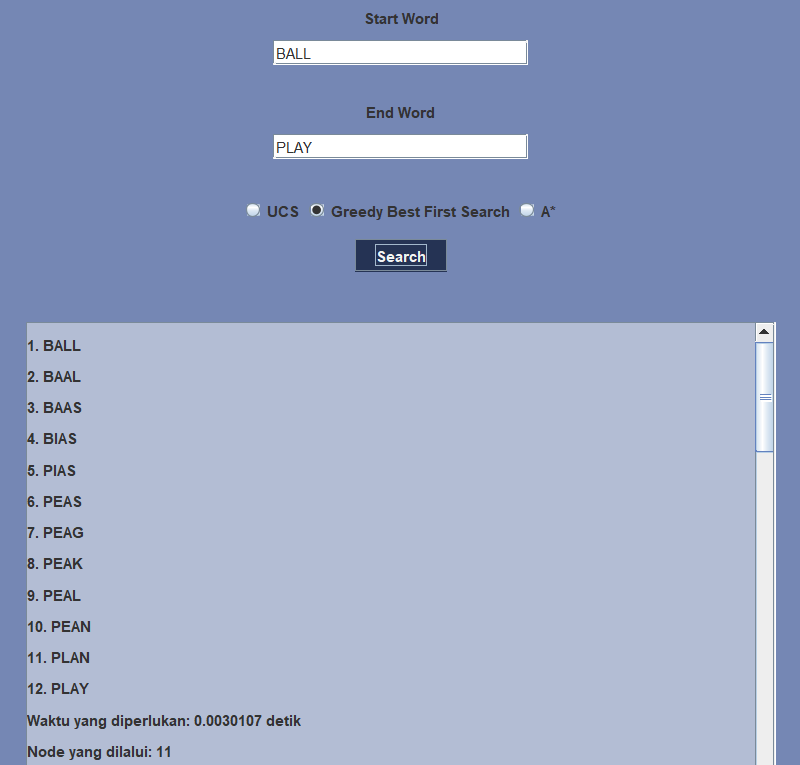 Start Word
BALL
End Word
PLAY
UCS Greedy Best First Search A*
Search
1. BALL
2. BAAL
3. BAAS
4. BIAS
5. PIAS
6. PEAS
7. PEAG
8. PEAK
9. PEAL
10. PEAN
11. PLAN
12. PLAY
Waktu yang diperlukan: 0.0030107 detik
Node yang dilalui: 11